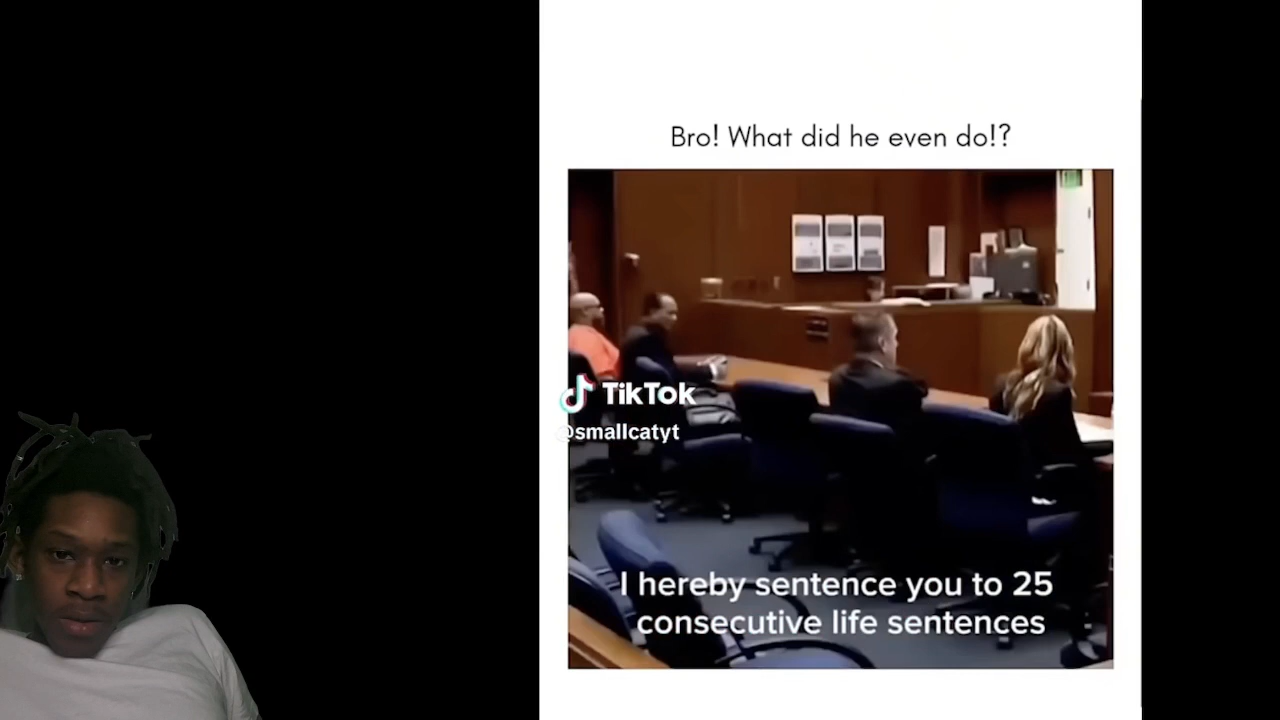 Bro! What did he even do!?
TikTok
@smallcatyt
I hereby sentence you to 25
consecutive life sentences